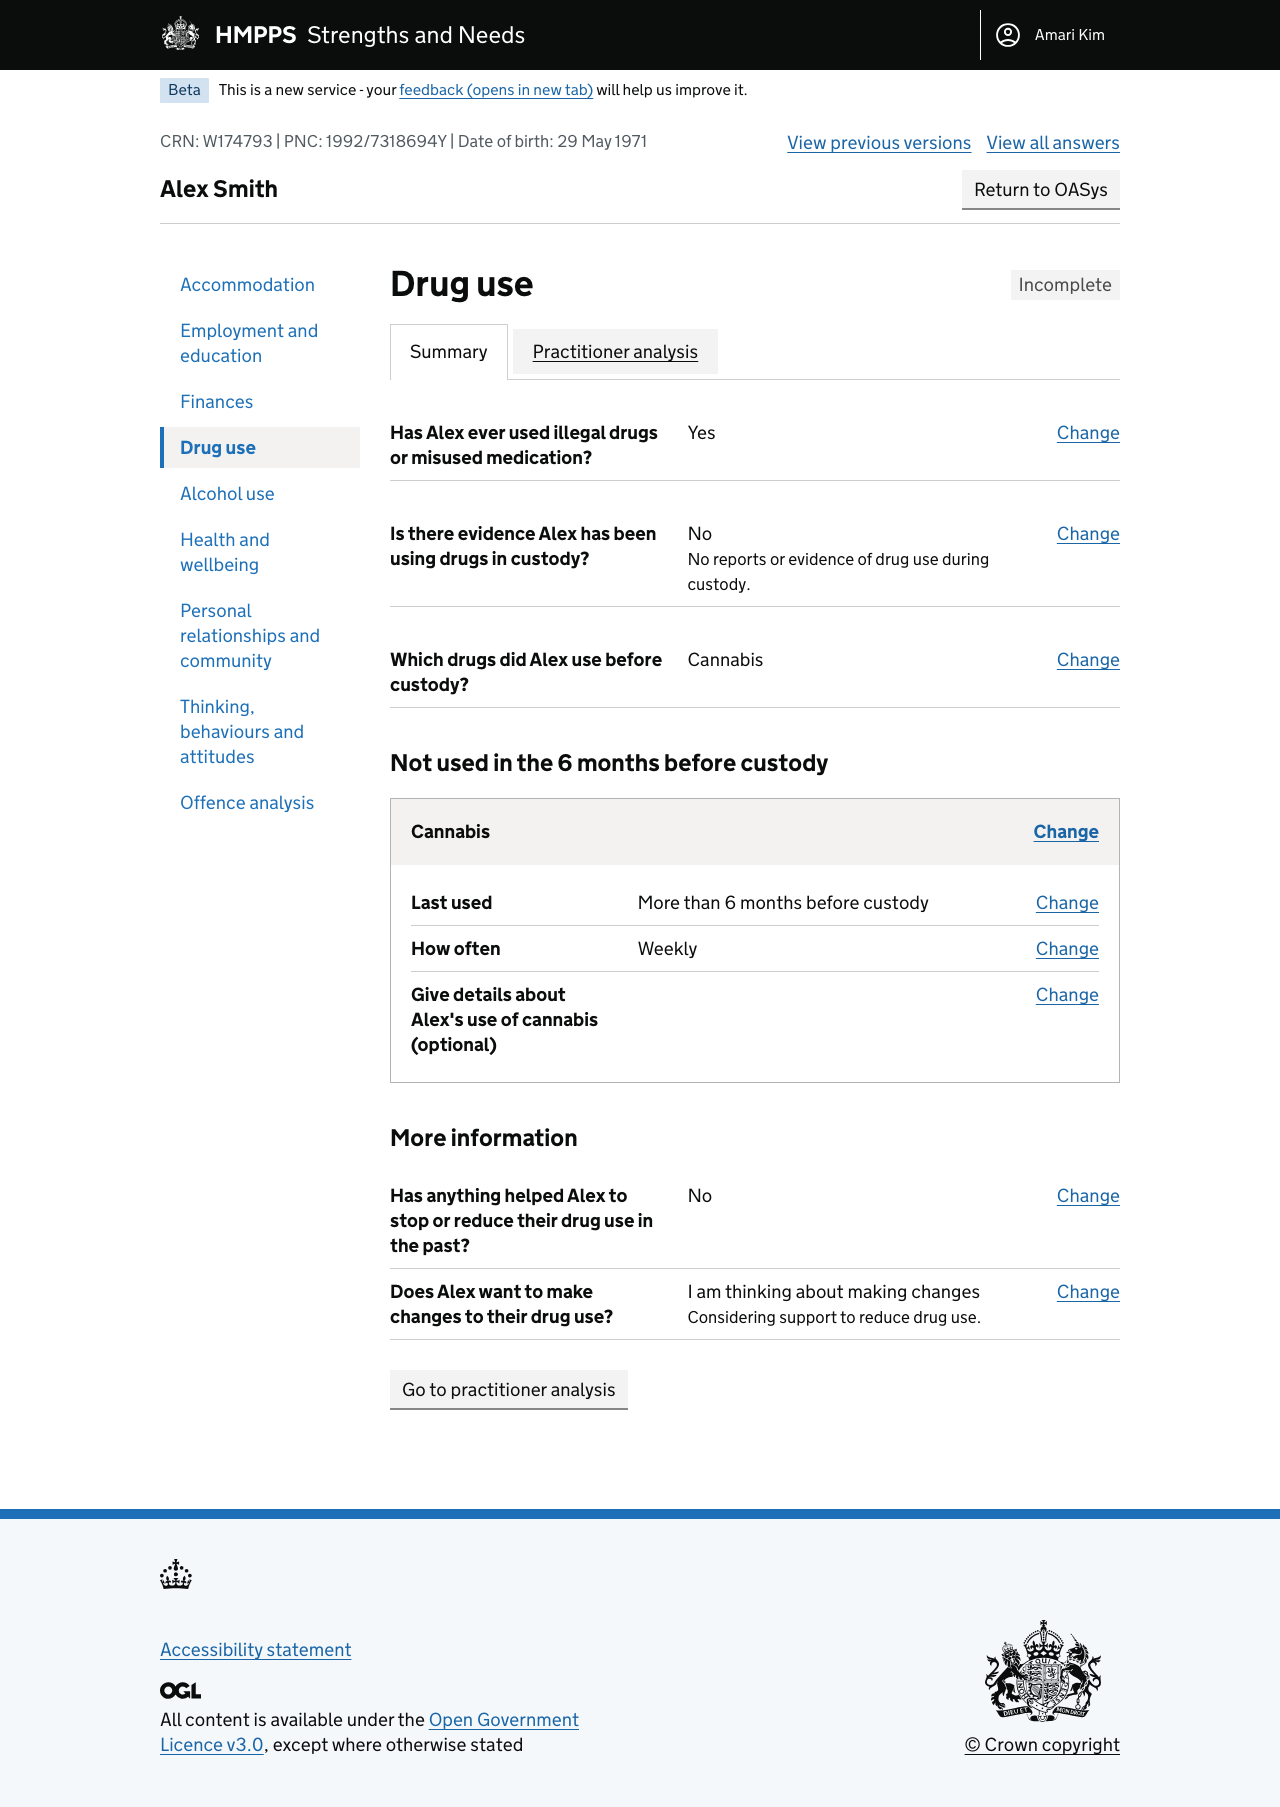 HMPPS Strengths and Needs
Amari Kim
Beta This is a new service - your feedback (opens in new tab) will help us improve it.
CRN: W174793 | PNC: 1992/7318694Y | Date of birth: 29 May 1971
View previous versions View all answers
Alex Smith
Return to OASys
Accommodation
Employment and
education
Finances
Drug use
Alcohol use
Health and
wellbeing
Personal
relationships and
community
Thinking,
behaviours and
attitudes
Offence analysis
Drug use
Incomplete
Summary Practitioner analysis
Has Alex ever used illegal drugs
or misused medication?
Yes
Change
Is there evidence Alex has been
using drugs in custody?
No
No reports or evidence of drug use during
custody.
Change
Which drugs did Alex use before
custody?
Cannabis
Change
Not used in the 6 months before custody
Cannabis Change
Last used More than 6 months before custody Change
How often Weekly Change
Give details about
Alex's use of cannabis
(optional)
Change
More information
Has anything helped Alex to
stop or reduce their drug use in
the past?
No
Change
Does Alex want to make
changes to their drug use?
I am thinking about making changes
Considering support to reduce drug use.
Change
Go to practitioner analysis
Accessibility statement
OGL
All content is available under the Open Government
Licence v3.0, except where otherwise stated
© Crown copyright